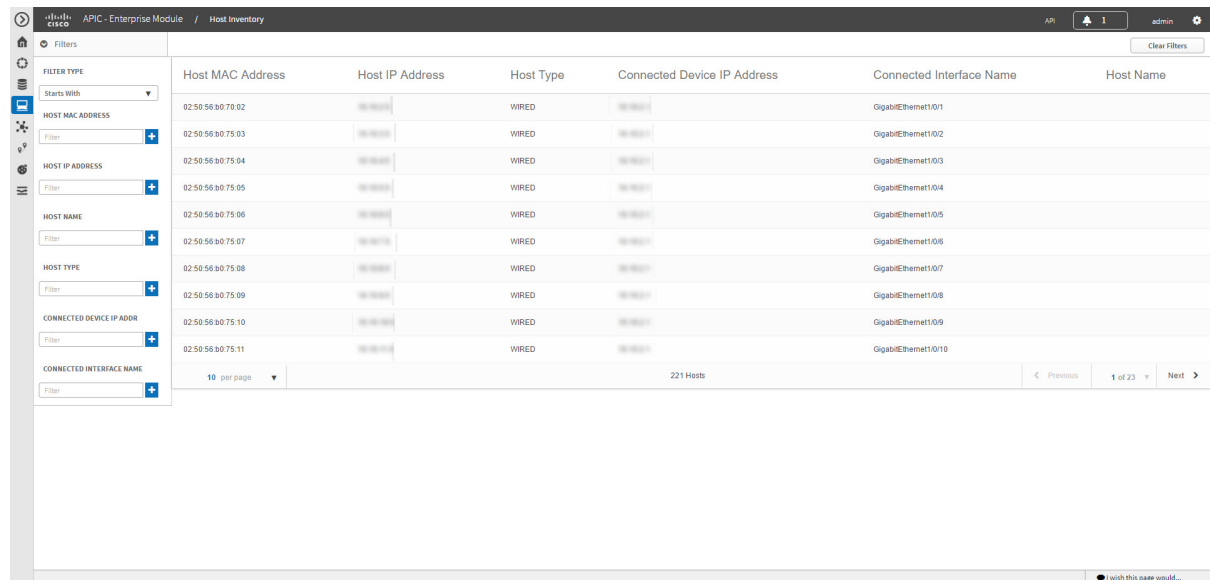 cisco APIC - Enterprise Module / Host Inventory API 1 admin
Filters Clear Filters
FILTER TYPE
Starts With
HOST MAC ADDRESS
Filter
HOST IP ADDRESS
Filter
HOST NAME
Filter
HOST TYPE
Filter
CONNECTED DEVICE IP ADDR
Filter
CONNECTED INTERFACE NAME
Filter
Host MAC Address Host IP Address Host Type Connected Device IP Address Connected Interface Name Host Name
02:50:56:b0:70:02 WIRED GigabitEthernet1/0/1
02:50:56:b0:75:03 WIRED GigabitEthernet1/0/2
02:50:56:b0:75:04 WIRED GigabitEthernet1/0/3
02:50:56:b0:75:05 WIRED GigabitEthernet1/0/4
02:50:56:b0:75:06 WIRED GigabitEthernet1/0/5
02:50:56:b0:75:07 WIRED GigabitEthernet1/0/6
02:50:56:b0:75:08 WIRED GigabitEthernet1/0/7
02:50:56:b0:75:09 WIRED GigabitEthernet1/0/8
02:50:56:b0:75:10 WIRED GigabitEthernet1/0/9
02:50:56:b0:75:11 WIRED GigabitEthernet1/0/10
10 per page 221 Hosts Previous 1 of 23 Next
I wish this page would...